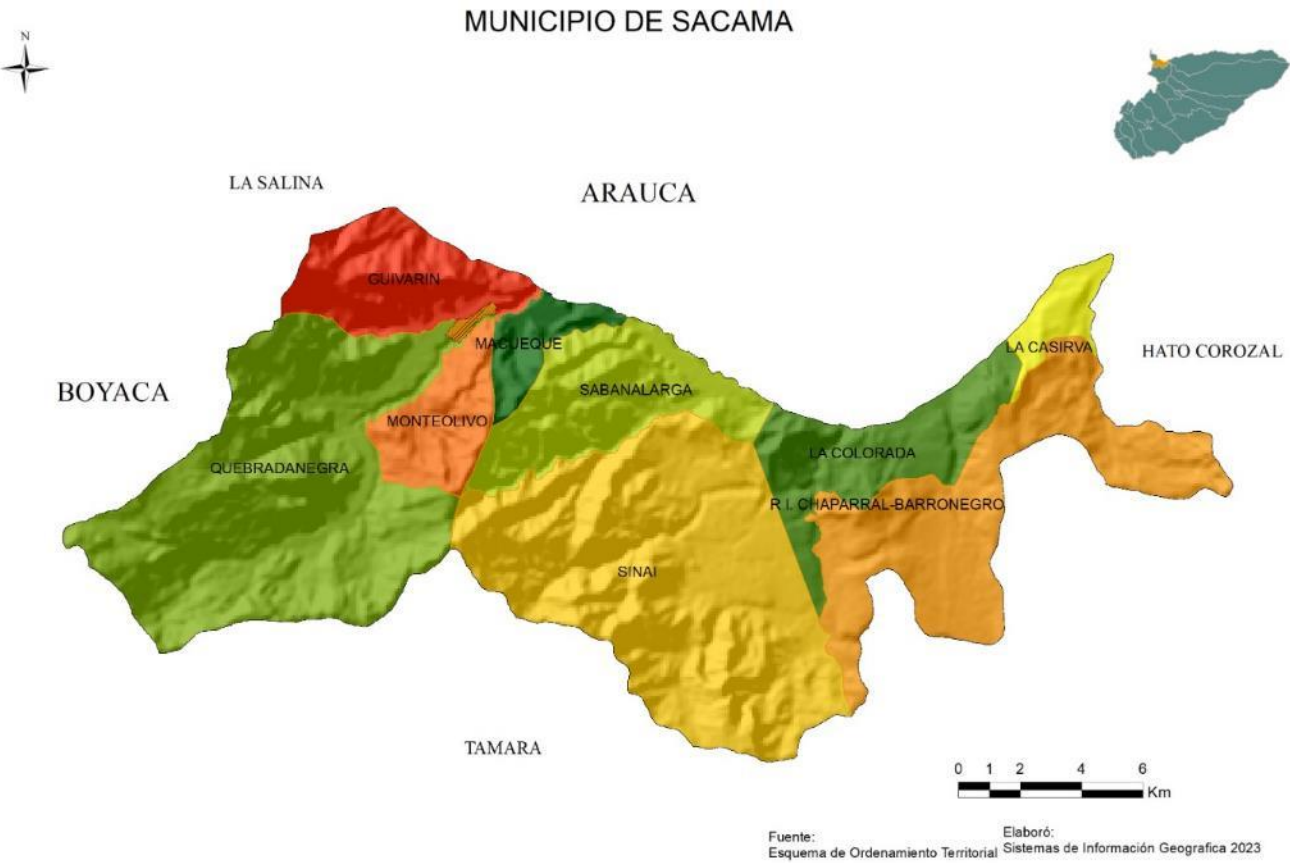 MUNICIPIO DE SACAMA
N
LA SALINA
ARAUCA
GUIVARIN
MACUEQUE
LA CASIRVA
HATO COROZAL
BOYACA
SABANALARGA
MONTEOLIVO
LA COLORADA
QUEBRADANEGRA
R.I. CHAPARRAL-BARRONEGRO
SINAI
TAMARA
0 1 2 4 6
Km
Fuente:
Esquema de Ordenamiento Territorial
Elaboró:
Sistemas de Información Geografica 2023